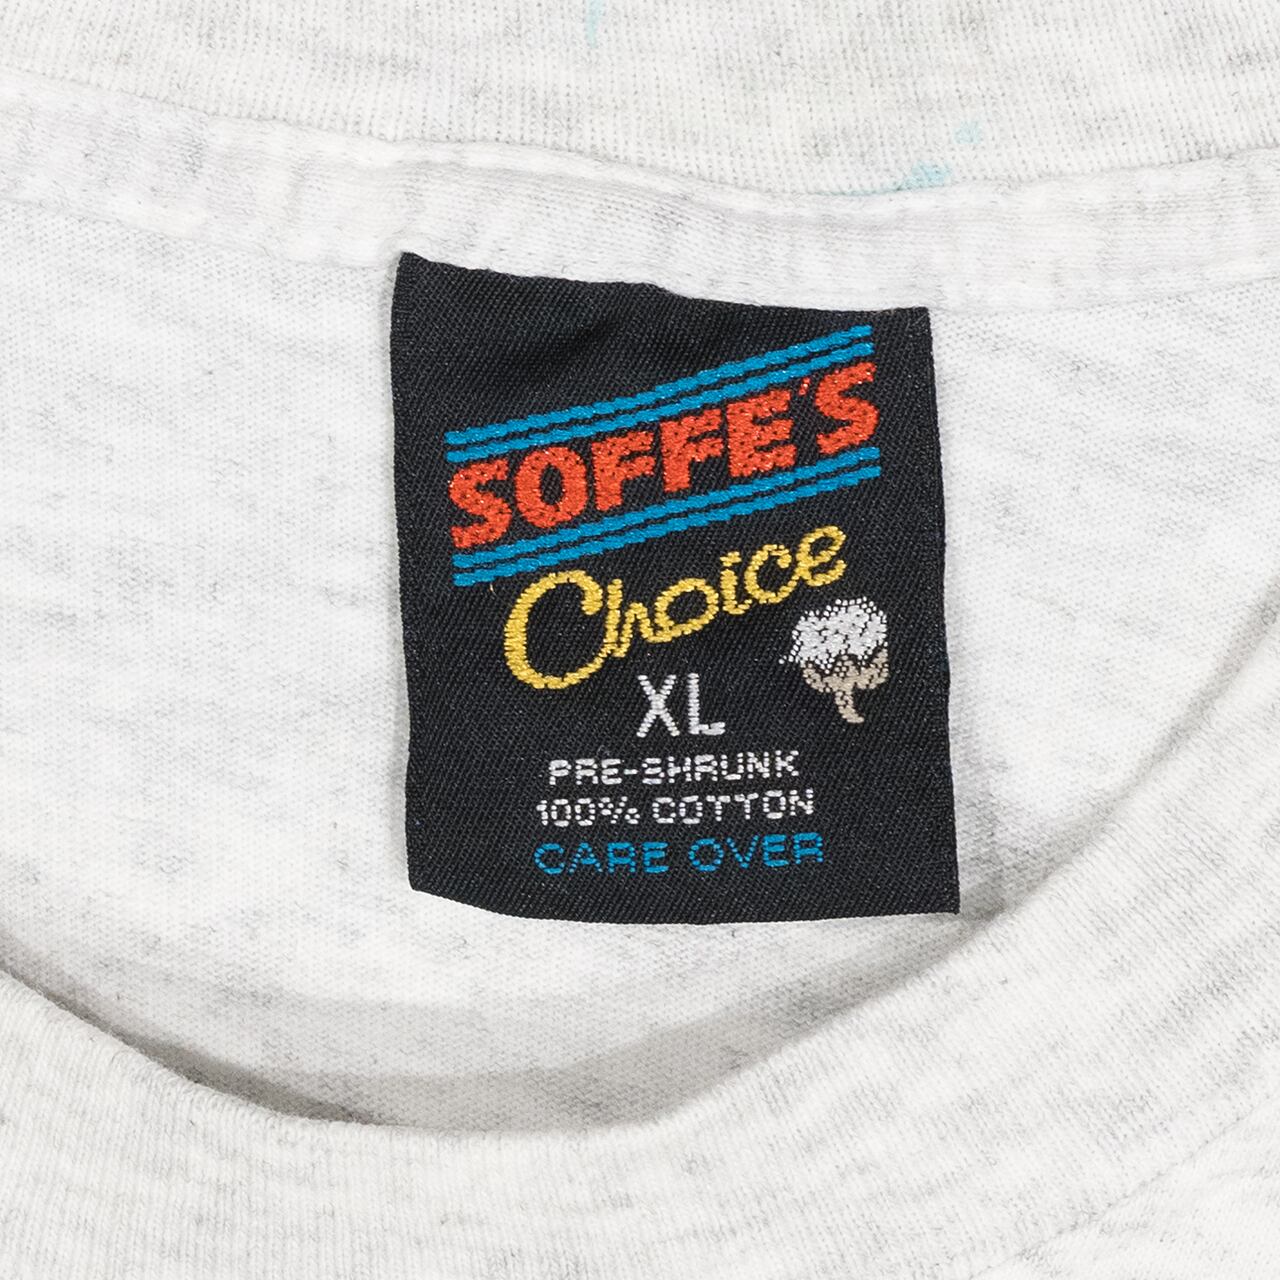 SOFFE'S
Choice
XL
PRE-SHRUNK
100% COTTON
CARE OVER